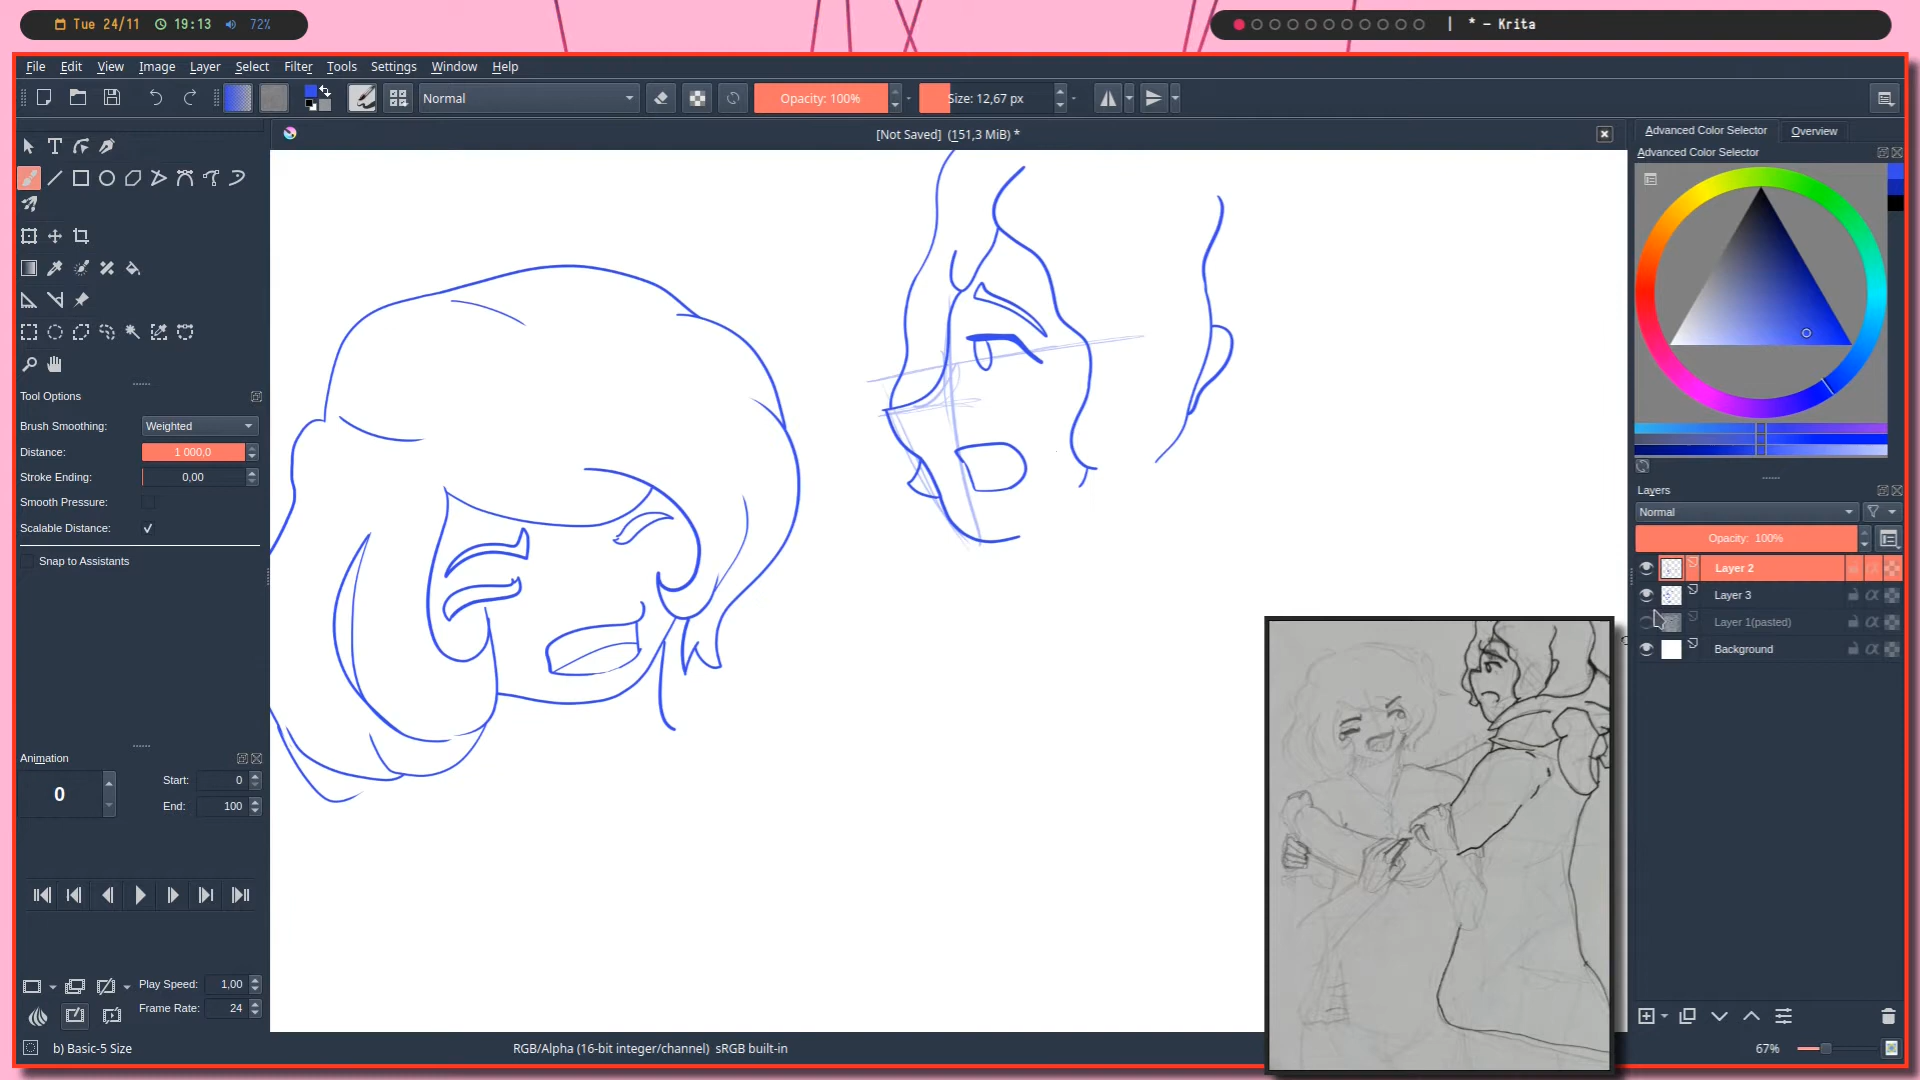 Tue 24/11 19:13 72%
| * – Krita
File Edit View Image Layer Select Filter Tools Settings Window Help
Normal Opacity: 100% Size: 12,67 px
[Not Saved] (151,3 MiB) *
Advanced Color Selector Overview
Advanced Color Selector
Tool Options
Brush Smoothing: Weighted
Distance: 1 000,0
Stroke Ending: 0,00
Smooth Pressure:
Scalable Distance:
Snap to Assistants
Animation
0
Start: 0
End: 100
Play Speed: 1,00
Frame Rate: 24
Layers
Normal
Opacity: 100%
Layer 2
Layer 3
Layer 1(pasted)
Background
b) Basic-5 Size
RGB/Alpha (16-bit integer/channel) sRGB built-in
67%